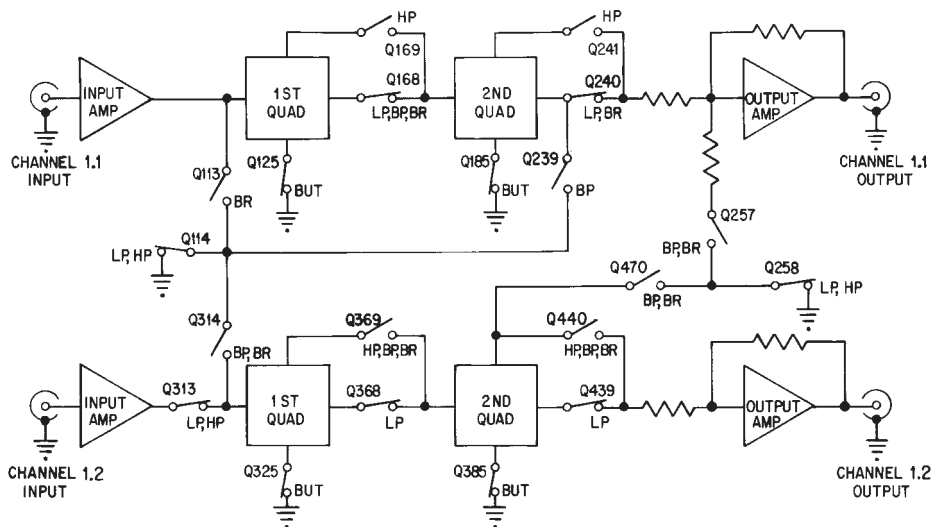 HP
Q169
Q168
LP,BP,BR
HP
Q241
Q240
LP,BR
INPUT
AMP
1ST
QUAD
2ND
QUAD
OUTPUT
AMP
CHANNEL 1.1
INPUT
Q113
BR
Q125
BUT
Q185
BUT
Q239
BP
CHANNEL 1.1
OUTPUT
Q257
BP,BR
LP,HP
Q114
Q470
BP,BR
Q258
LP,HP
Q314
BP,BR
Q369
HP,BP,BR
Q440
HP,BP,BR
INPUT
AMP
Q313
LP,HP
1ST
QUAD
Q368
LP
2ND
QUAD
Q439
LP
OUTPUT
AMP
CHANNEL 1.2
INPUT
Q325
BUT
Q385
BUT
CHANNEL 1.2
OUTPUT